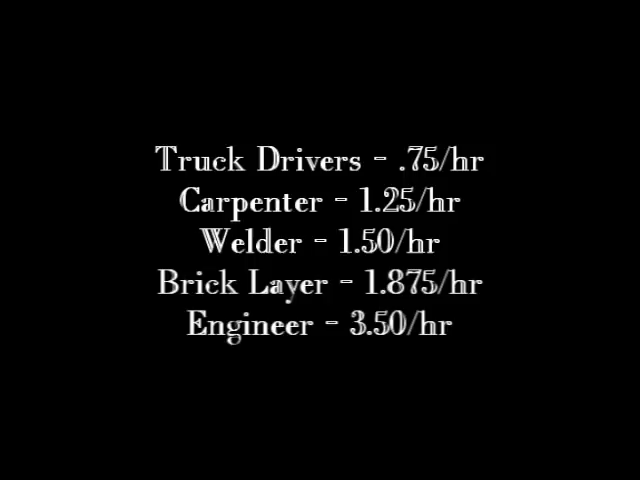 Truck Drivers - .75/hr
Carpenter - 1.25/hr
Welder - 1.50/hr
Brick Layer - 1.875/hr
Engineer - 3.50/hr